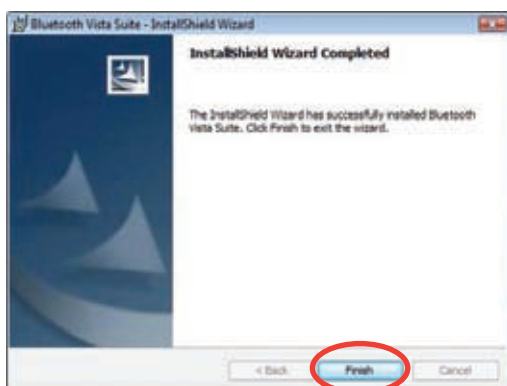 Bluetooth Vista Suite - InstallShield Wizard
InstallShield Wizard Completed
The InstallShield Wizard has successfully installed Bluetooth
Vista Suite. Click Finish to exit the wizard.
< Back
Finish
Cancel